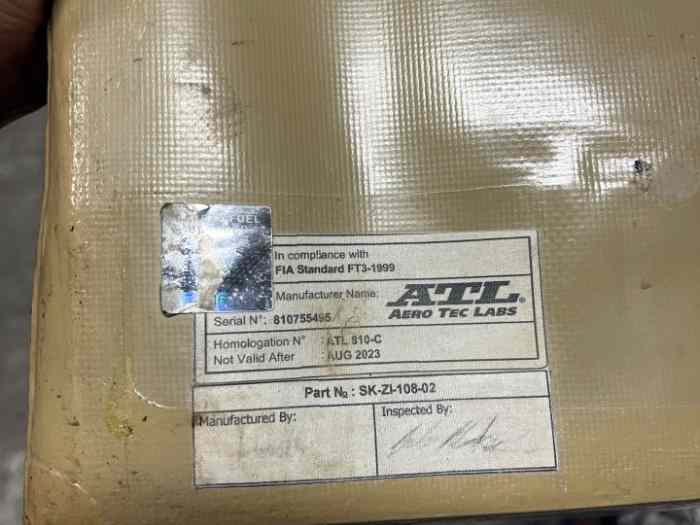 FUEL
In compliance with
FIA Standard FT3-1999
Manufacturer Name:
ATL®
AERO TEC LABS
Serial N°: 810755495
Homologation N° : ATL 810-C
Not Valid After : AUG 2023
Part No : SK-ZI-108-02
Manufactured By:
Inspected By: